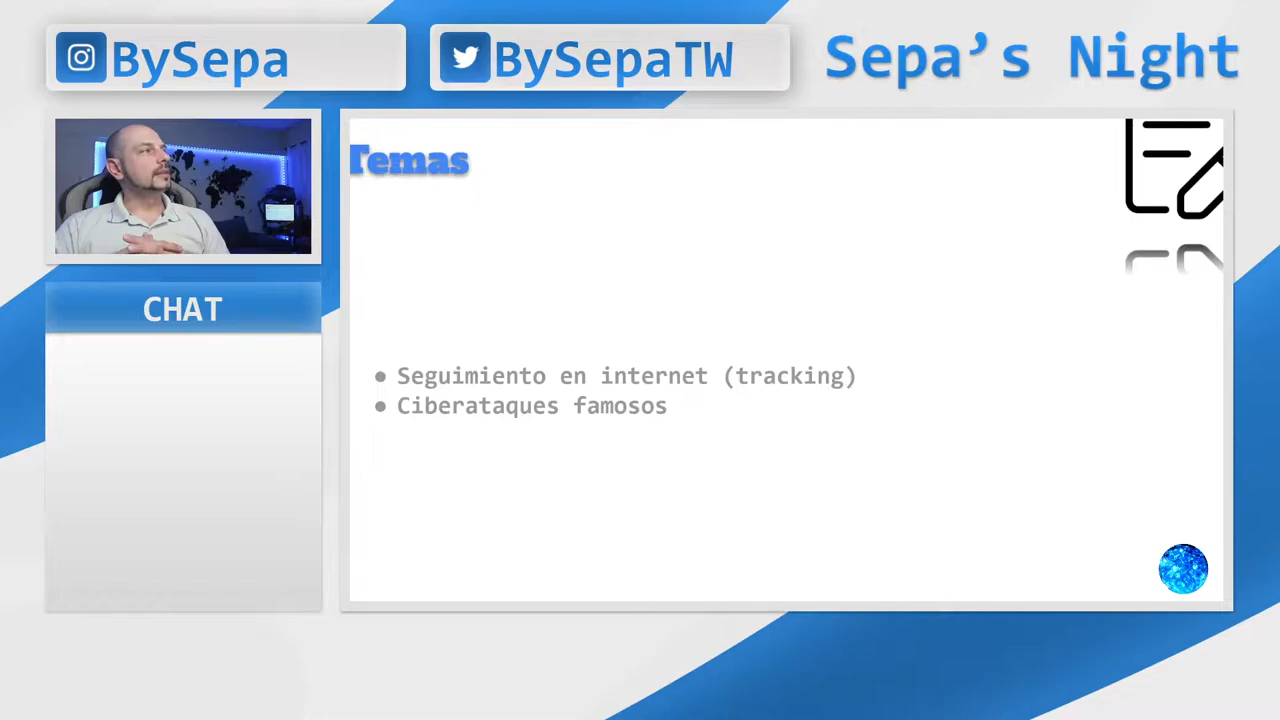 BySepa
BySepaTW
Sepa’s Night
Temas
CHAT
● Seguimiento en internet (tracking)
● Ciberataques famosos